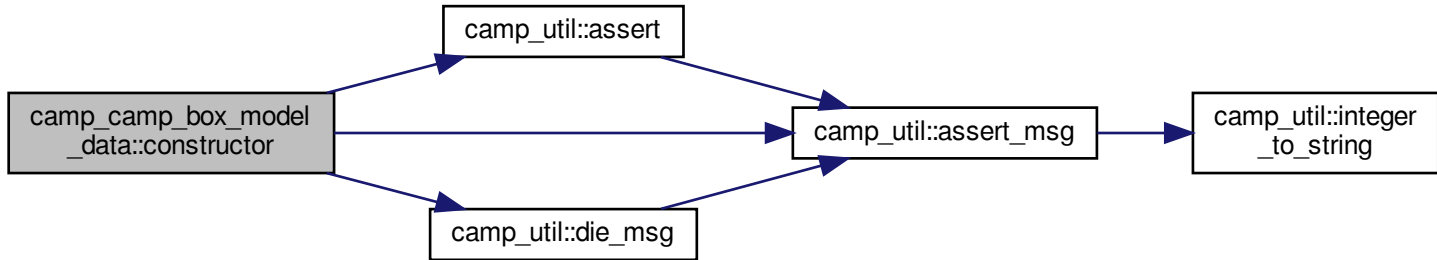 camp_util::assert
camp_camp_box_model
_data::constructor
camp_util::assert_msg
camp_util::integer
_to_string
camp_util::die_msg